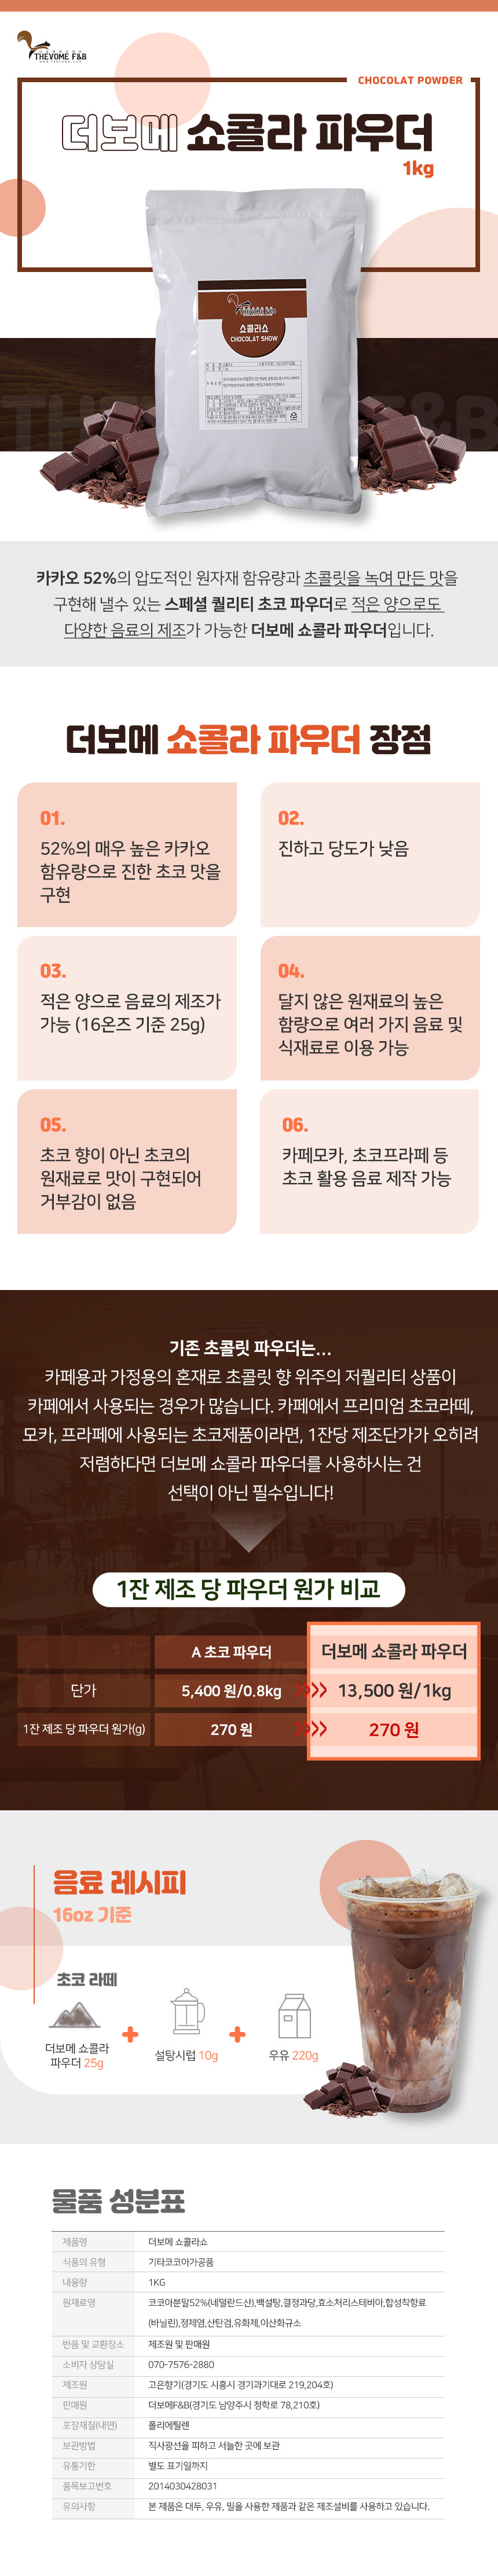 THEVOME F&B
CHOCOLAT POWDER
더보메 쇼콜라 파우더
1kg
THEVOME F&B
쇼콜라쇼
CHOCOLAT SHOW
카카오 52%의 압도적인 원자재 함유량과 초콜릿을 녹여 만든 맛을
구현해 낼수 있는 스페셜 퀄리티 초코 파우더로 적은 양으로도
다양한 음료의 제조가 가능한 더보메 쇼콜라 파우더입니다.
더보메 쇼콜라 파우더 장점
01.
52%의 매우 높은 카카오
함유량으로 진한 초코 맛을
구현
02.
진하고 당도가 낮음
03.
적은 양으로 음료의 제조가
가능 (16온즈 기준 25g)
04.
달지 않은 원재료의 높은
함량으로 여러 가지 음료 및
식재료로 이용 가능
05.
초코 향이 아닌 초코의
원재료로 맛이 구현되어
거부감이 없음
06.
카페모카, 초코프라페 등
초코 활용 음료 제작 가능
기존 초콜릿 파우더는...
카페용과 가정용의 혼재로 초콜릿 향 위주의 저퀄리티 상품이
카페에서 사용되는 경우가 많습니다. 카페에서 프리미엄 초코라떼,
모카, 프라페에 사용되는 초코제품이라면, 1잔당 제조단가가 오히려
저렴하다면 더보메 쇼콜라 파우더를 사용하시는 건
선택이 아닌 필수입니다!
1잔 제조 당 파우더 원가 비교
A 초코 파우더 더보메 쇼콜라 파우더
단가 5,400 원/0.8kg 13,500 원/1kg
1잔 제조 당 파우더 원가(g) 270 원 270 원
음료 레시피
16oz 기준
초코 라떼
더보메 쇼콜라
파우더 25g
설탕시럽 10g
우유 220g
물품 성분표
제품명 더보메 쇼콜라쇼
식품의 유형 기타코코아가공품
내용량 1KG
원재료명 코코아분말52%(네덜란드산),백설탕,결정과당,효소처리스테비아,합성착향료
(바닐린),정제염,산탄검,유화제,이산화규소
반품 및 교환장소 제조원 및 판매원
소비자 상담실 070-7576-2880
제조원 고은향기(경기도 시흥시 경기과기대로 219,204호)
판매원 더보메F&B(경기도 남양주시 청학로 78,210호)
포장재질(내면) 폴리에틸렌
보관방법 직사광선을 피하고 서늘한 곳에 보관
유통기한 별도 표기일까지
품목보고번호 2014030428031
유의사항 본 제품은 대두, 우유, 밀을 사용한 제품과 같은 제조설비를 사용하고 있습니다.